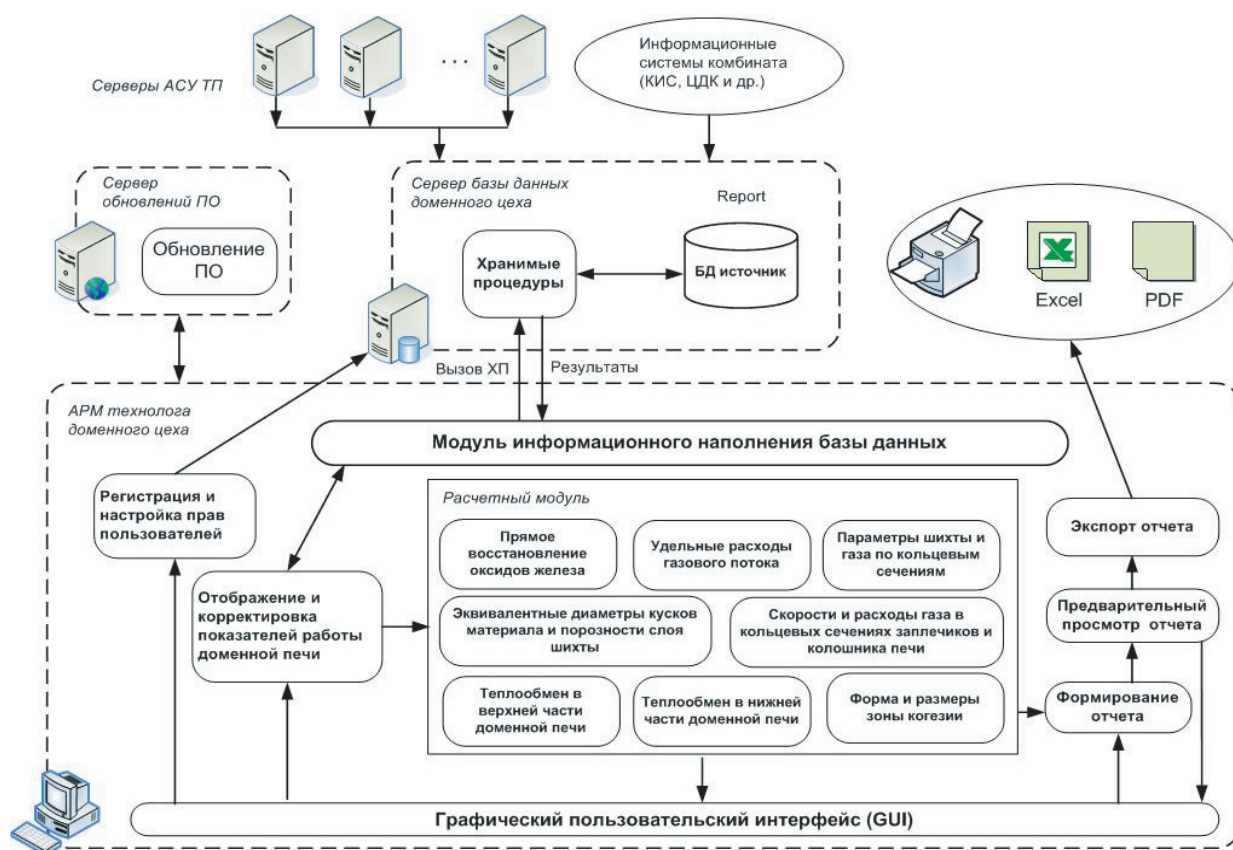 Серверы АСУ ТП
. . .
Информационные
системы комбината
(КИС, ЦДК и др.)
Сервер
обновлений ПО
Обновление
ПО
Сервер базы данных
доменного цеха
Report
Хранимые
процедуры
БД источник
Excel
PDF
Вызов ХП
Результаты
АРМ технолога
доменного цеха
Модуль информационного наполнения базы данных
Регистрация и
настройка прав
пользователей
Отображение и
корректировка
показателей работы
доменной печи
Расчетный модуль
Прямое
восстановление
оксидов железа
Удельные расходы
газового потока
Параметры шихты и
газа по кольцевым
сечениям
Эквивалентные диаметры кусков
материала и порозности слоя
шихты
Скорости и расходы газа в
кольцевых сечениях заплечиков и
колошника печи
Теплообмен в
верхней части
доменной печи
Теплообмен в нижней
части доменной печи
Форма и размеры
зоны когезии
Экспорт отчета
Предварительный
просмотр отчета
Формирование
отчета
Графический пользовательский интерфейс (GUI)